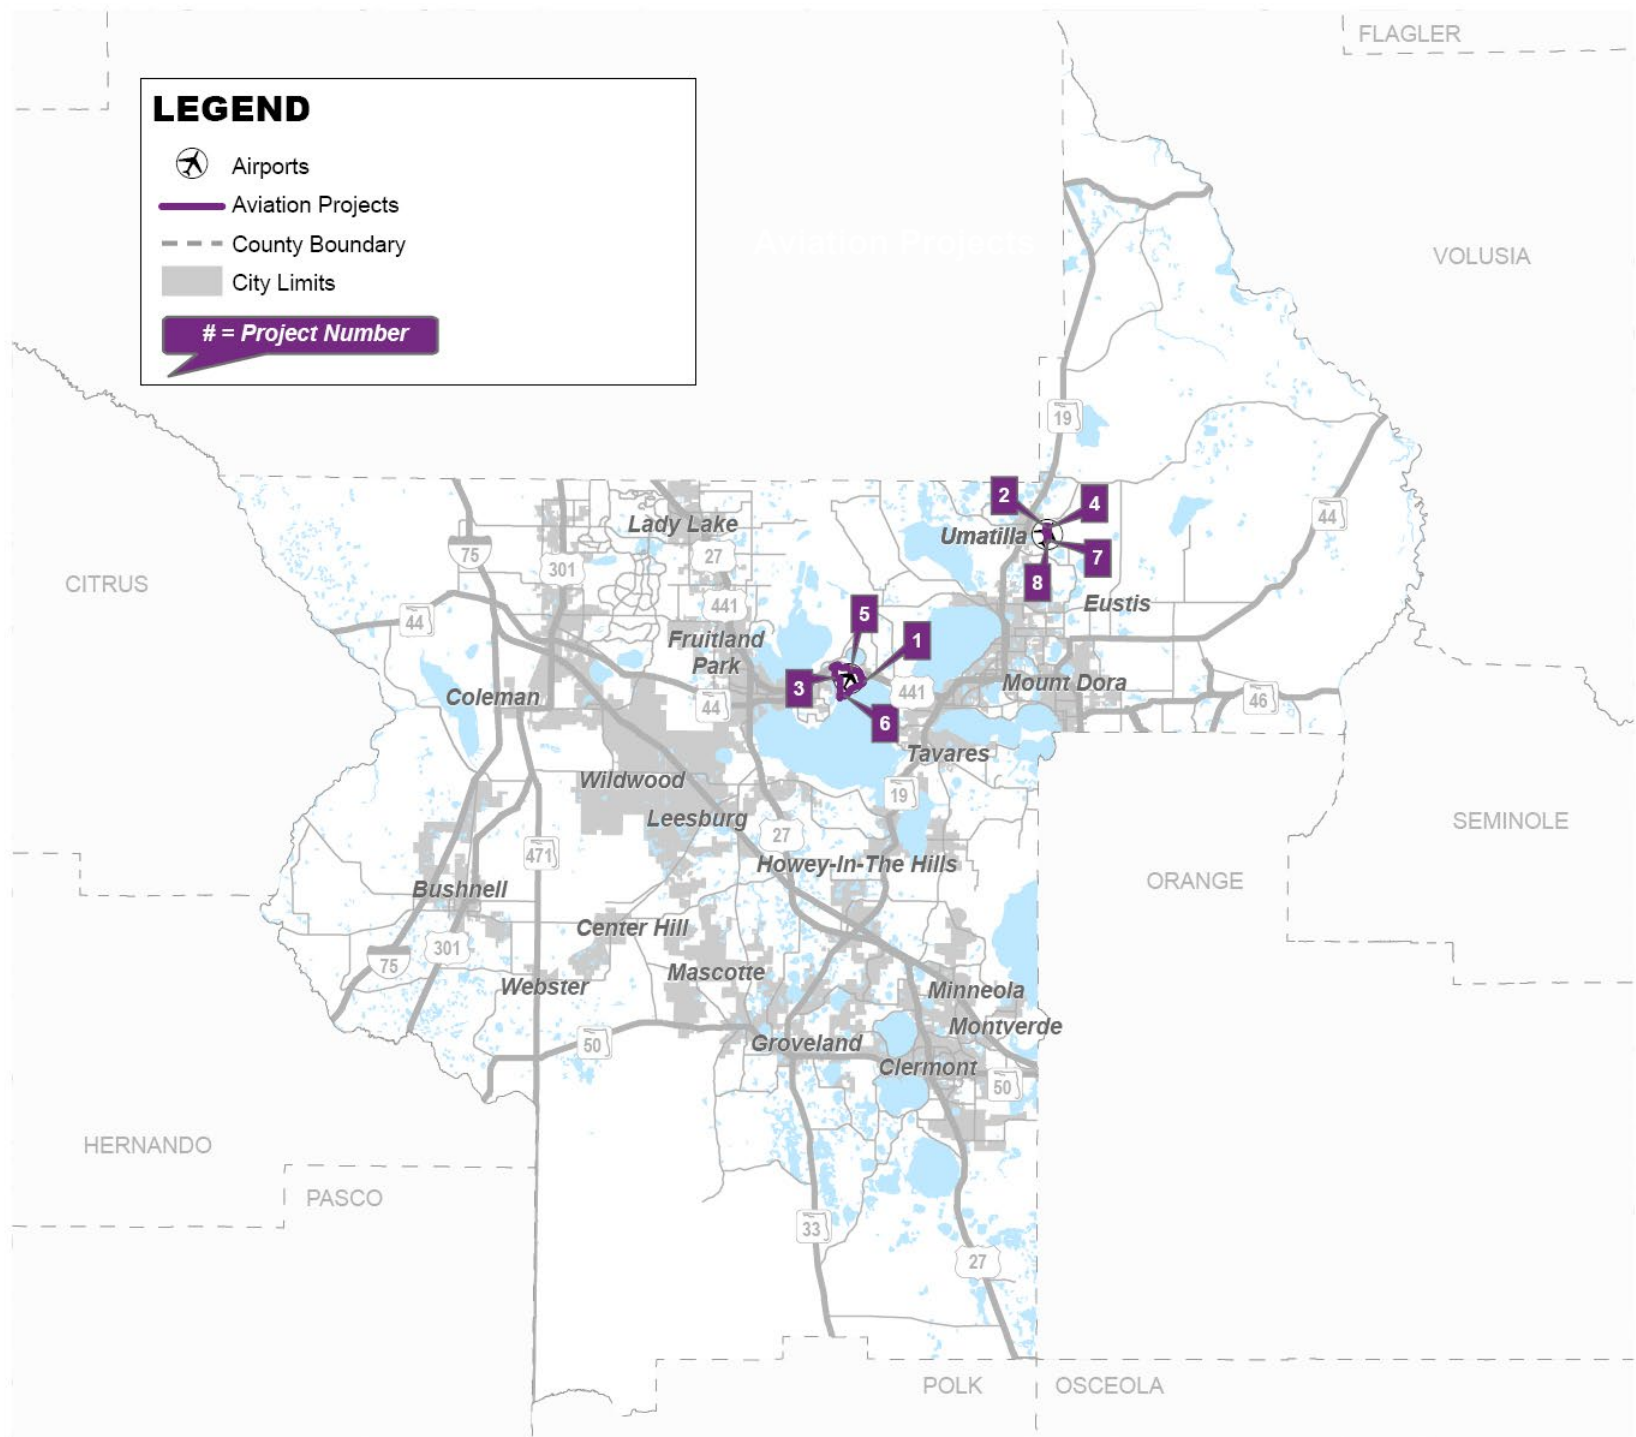 FLAGLER
LEGEND
Airports
Aviation Projects
County Boundary
City Limits
# = Project Number
Aviation Projects
VOLUSIA
19
2
4
44
Lady Lake
Umatilla
75
27
7
301
CITRUS
8
441
Eustis
5
44
Fruitland
Park
1
3
441
Mount Dora
Coleman
44
46
6
Tavares
Wildwood
19
Leesburg
27
SEMINOLE
471
Howey-In-The Hills
ORANGE
Bushnell
Center Hill
301
75
Mascotte
Webster
Minneola
Montverde
50
Groveland
Clermont
50
HERNANDO
PASCO
33
27
POLK
OSCEOLA